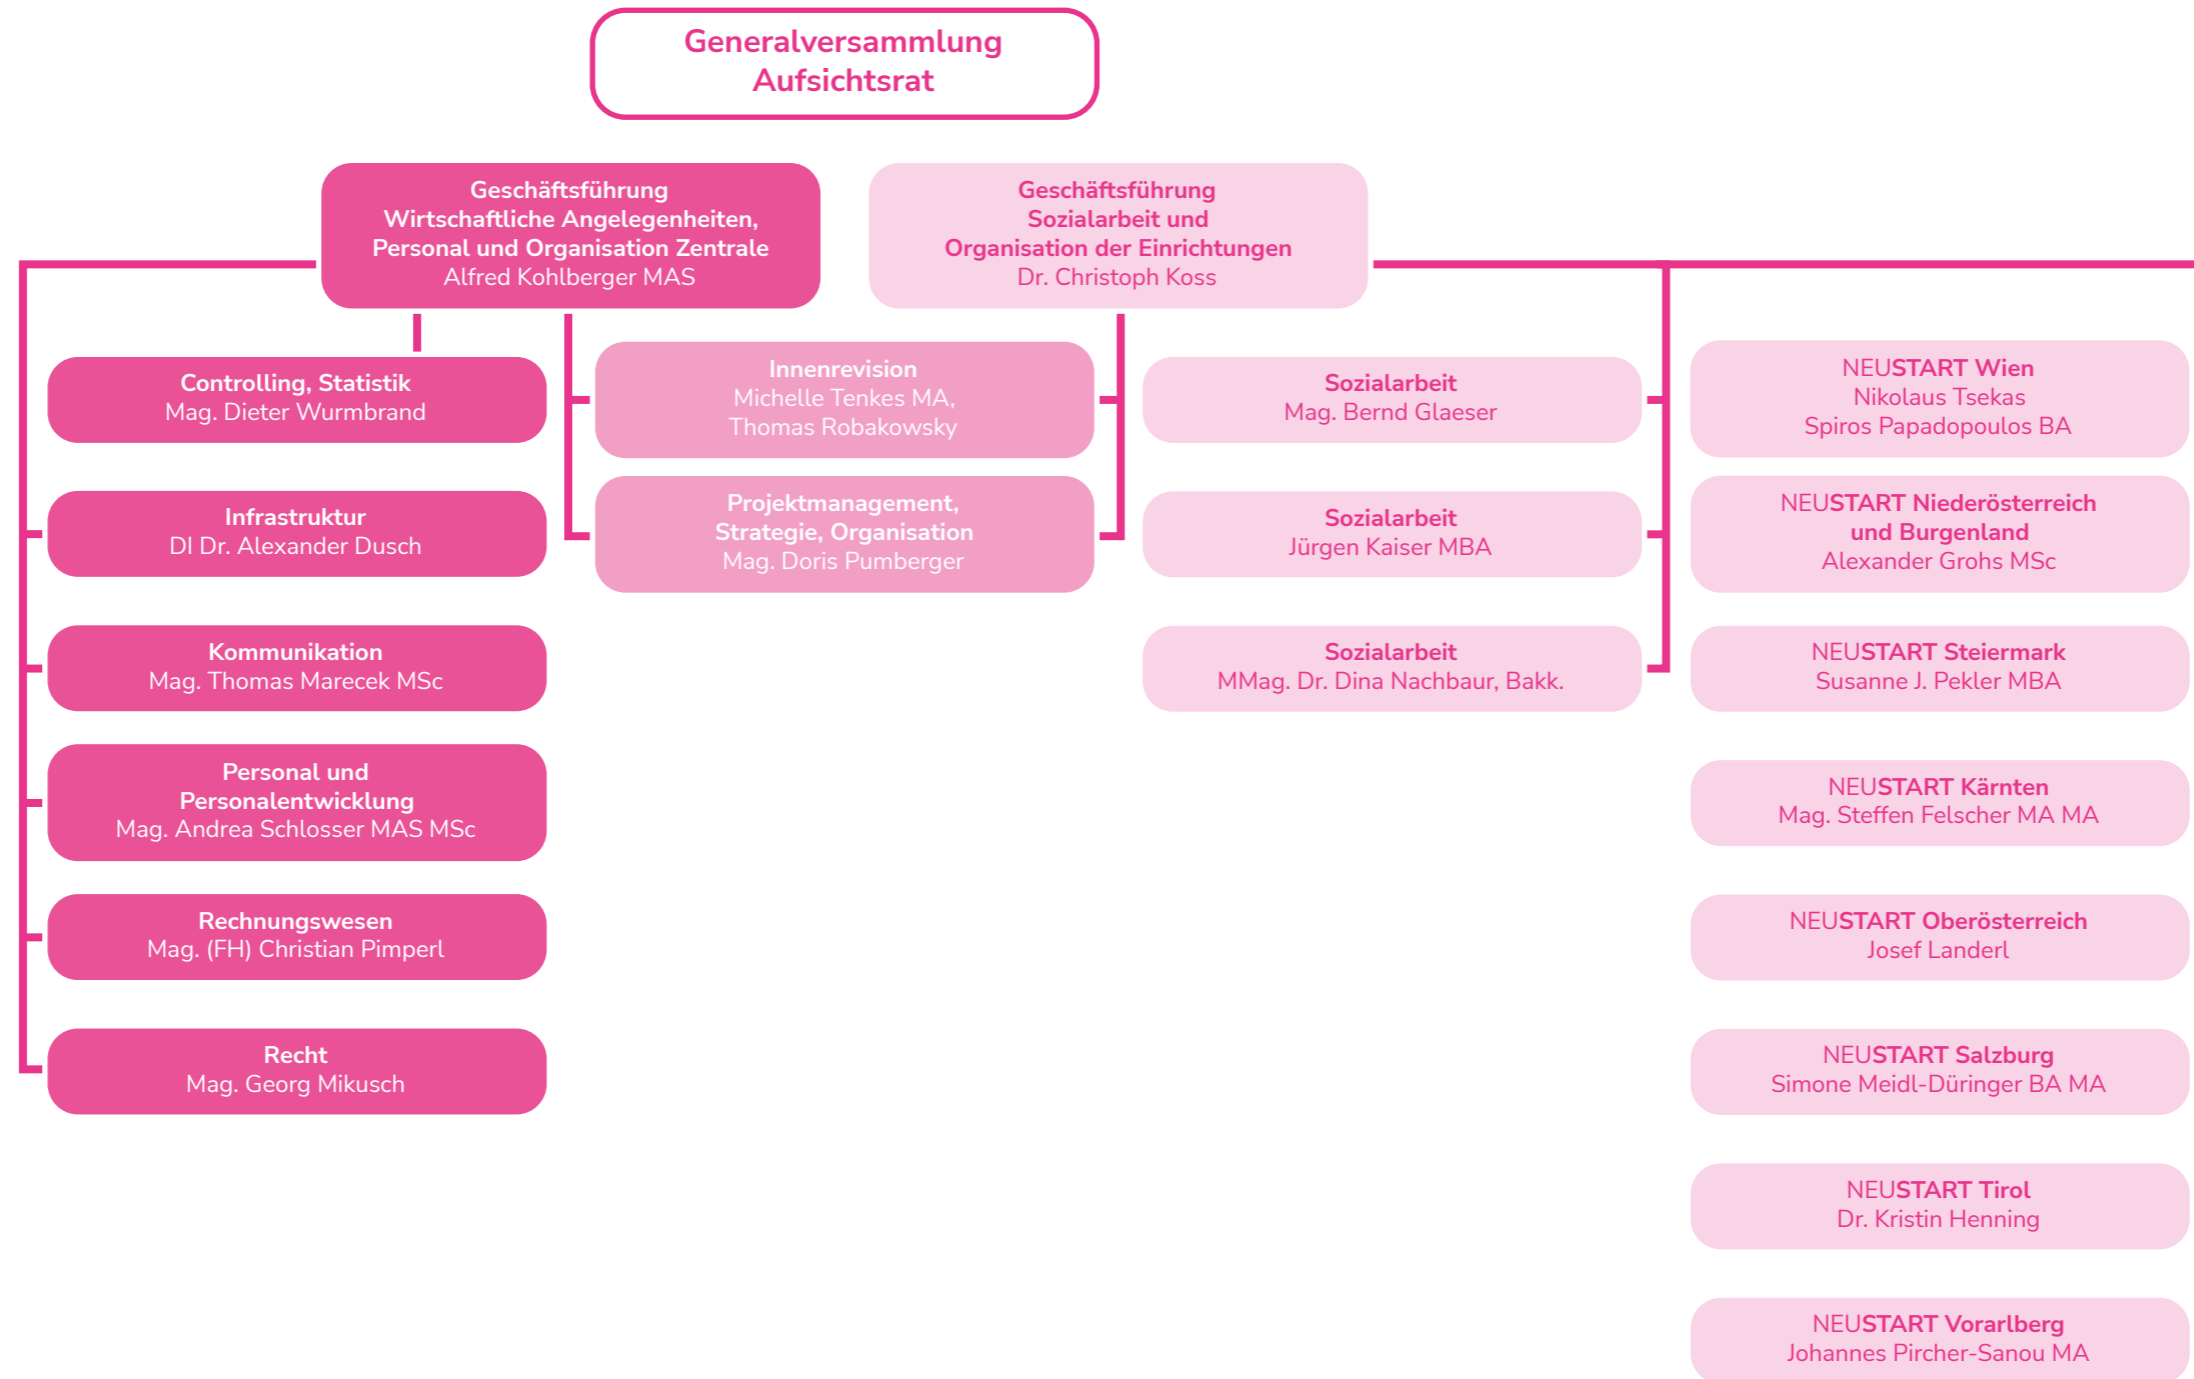 Generalversammlung
Aufsichtsrat
Geschäftsführung
Wirtschaftliche Angelegenheiten,
Personal und Organisation Zentrale
Alfred Kohlberger MAS
Geschäftsführung
Sozialarbeit und
Organisation der Einrichtungen
Dr. Christoph Koss
Controlling, Statistik
Mag. Dieter Wurmbrand
Infrastruktur
DI Dr. Alexander Dusch
Kommunikation
Mag. Thomas Marecek MSc
Personal und
Personalentwicklung
Mag. Andrea Schlosser MAS MSc
Rechnungswesen
Mag. (FH) Christian Pimperl
Recht
Mag. Georg Mikusch
Innenrevision
Michelle Tenkes MA,
Thomas Robakowsky
Projektmanagement,
Strategie, Organisation
Mag. Doris Pumberger
Sozialarbeit
Mag. Bernd Glaeser
Sozialarbeit
Jürgen Kaiser MBA
Sozialarbeit
MMag. Dr. Dina Nachbaur, Bakk.
NEUSTART Wien
Nikolaus Tsekas
Spiros Papadopoulos BA
NEUSTART Niederösterreich
und Burgenland
Alexander Grohs MSc
NEUSTART Steiermark
Susanne J. Pekler MBA
NEUSTART Kärnten
Mag. Steffen Felscher MA MA
NEUSTART Oberösterreich
Josef Landerl
NEUSTART Salzburg
Simone Meidl-Düringer BA MA
NEUSTART Tirol
Dr. Kristin Henning
NEUSTART Vorarlberg
Johannes Pircher-Sanou MA